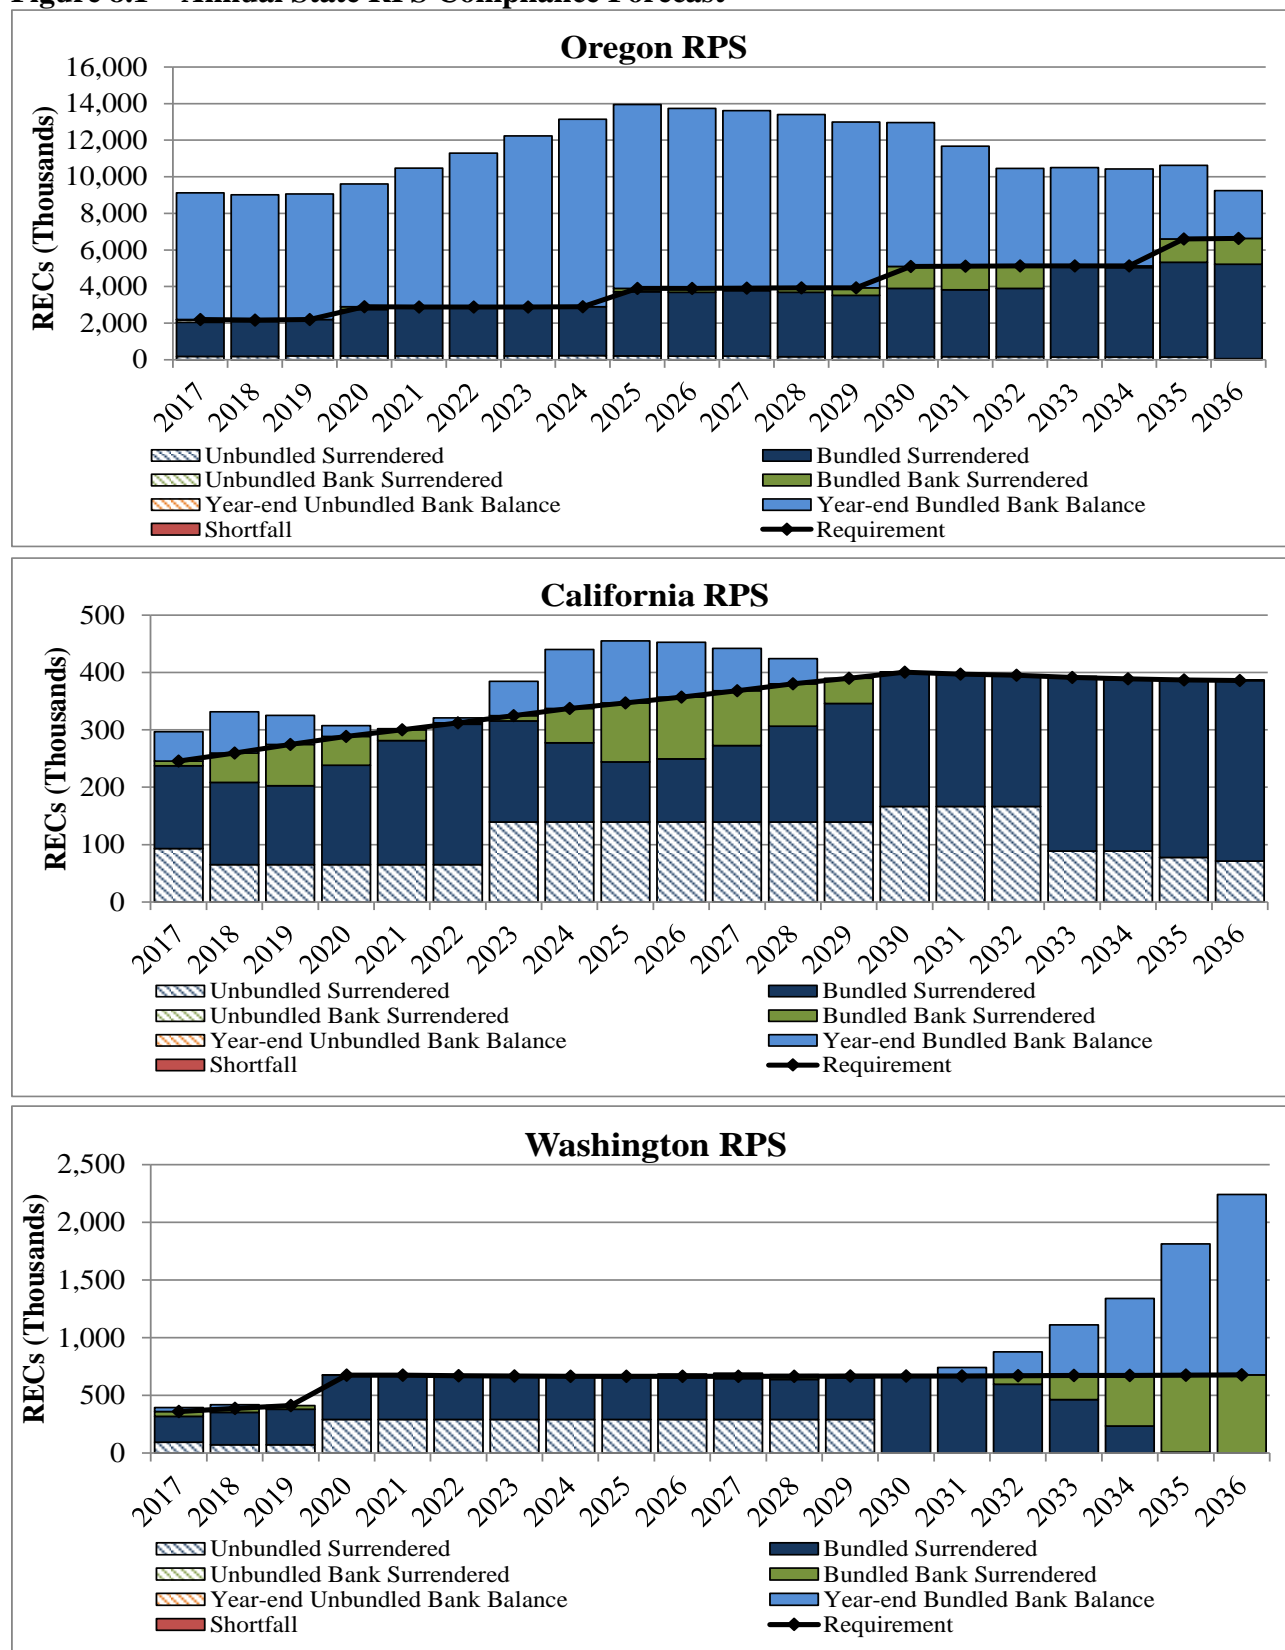 Figure 8.1 – Annual State RPS Compliance Forecast
Oregon RPS
RECs (Thousands)
16,000
14,000
12,000
10,000
8,000
6,000
4,000
2,000
0
2017 2018 2019 2020 2021 2022 2023 2024 2025 2026 2027 2028 2029 2030 2031 2032 2033 2034 2035 2036
Unbundled Surrendered Bundled Surrendered
Unbundled Bank Surrendered Bundled Bank Surrendered
Year-end Unbundled Bank Balance Year-end Bundled Bank Balance
Shortfall Requirement
California RPS
RECs (Thousands)
500
400
300
200
100
0
2017 2018 2019 2020 2021 2022 2023 2024 2025 2026 2027 2028 2029 2030 2031 2032 2033 2034 2035 2036
Unbundled Surrendered Bundled Surrendered
Unbundled Bank Surrendered Bundled Bank Surrendered
Year-end Unbundled Bank Balance Year-end Bundled Bank Balance
Shortfall Requirement
Washington RPS
RECs (Thousands)
2,500
2,000
1,500
1,000
500
0
2017 2018 2019 2020 2021 2022 2023 2024 2025 2026 2027 2028 2029 2030 2031 2032 2033 2034 2035 2036
Unbundled Surrendered Bundled Surrendered
Unbundled Bank Surrendered Bundled Bank Surrendered
Year-end Unbundled Bank Balance Year-end Bundled Bank Balance
Shortfall Requirement